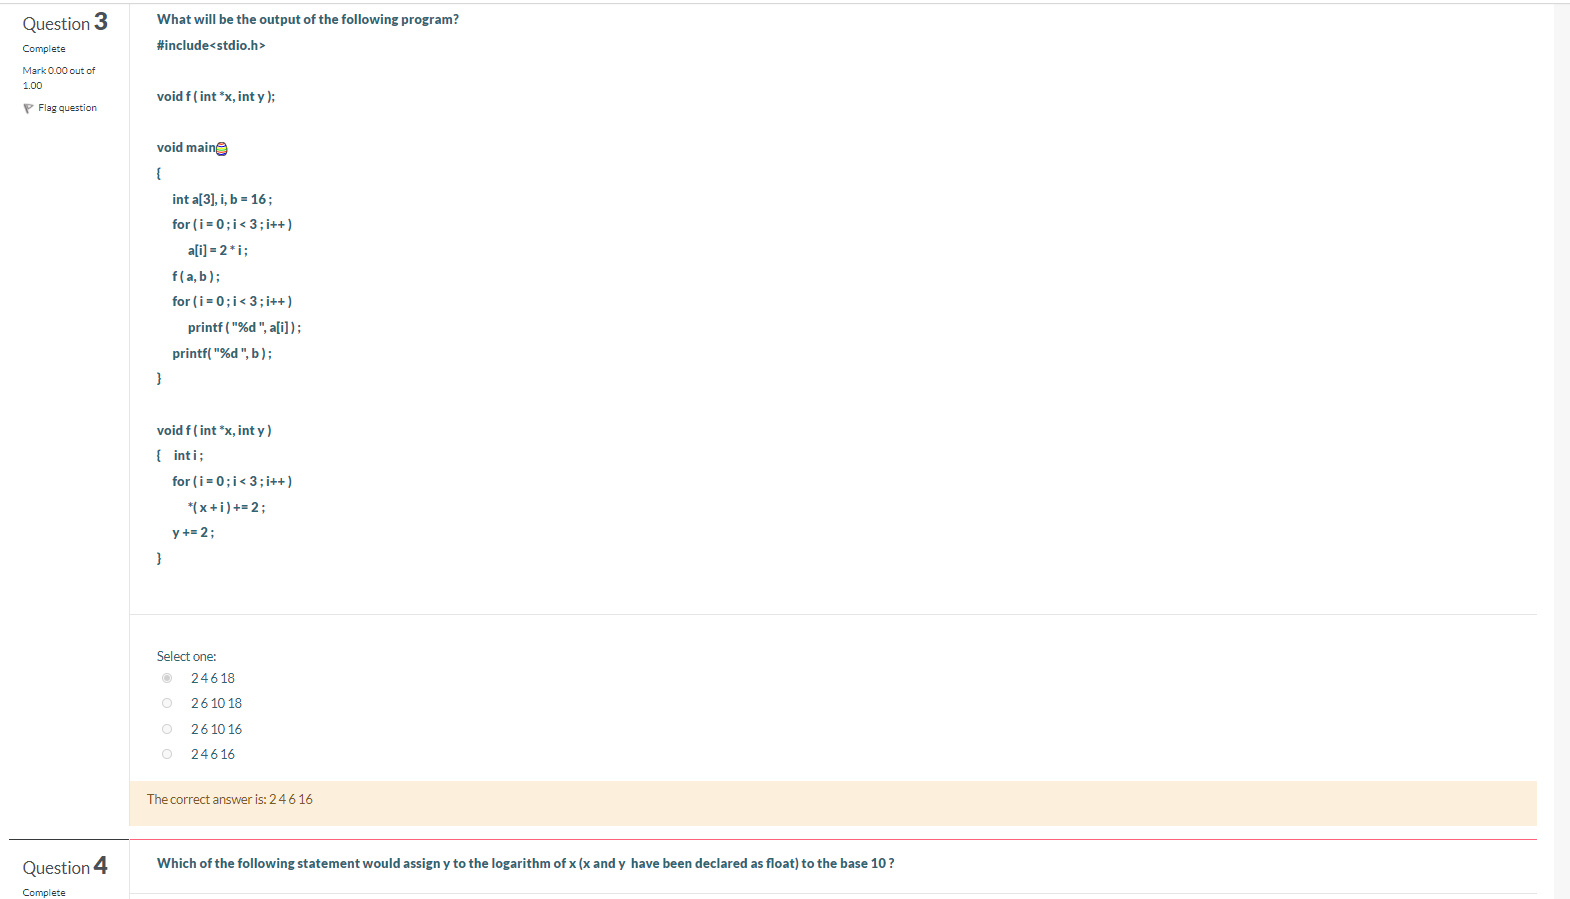 Question 3
Complete
Mark 0.00 out of
1.00
Flag question
What will be the output of the following program?
#include<stdio.h>
void f ( int *x, int y );
void main
{
int a[3], i, b = 16 ;
for ( i = 0 ; i < 3 ; i++ )
a[i] = 2 * i ;
f ( a, b ) ;
for ( i = 0 ; i < 3 ; i++ )
printf ( "%d ", a[i] ) ;
printf( "%d ", b ) ;
}
void f ( int *x, int y )
{ int i ;
for ( i = 0 ; i < 3 ; i++ )
*( x + i ) += 2 ;
y += 2 ;
}
Select one:
2 4 6 18
2 6 10 18
2 6 10 16
2 4 6 16
The correct answer is: 2 4 6 16
Question 4
Complete
Which of the following statement would assign y to the logarithm of x (x and y have been declared as float) to the base 10 ?